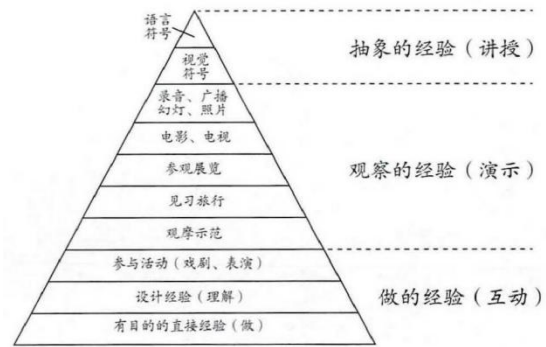 语言
符号
抽象的经验（讲授）
视觉
符号
录音、广播
幻灯、照片
电影、电视
参观展览
观察的经验（演示）
见习旅行
观摩示范
参与活动（戏剧、表演）
设计经验（理解）
做的经验（互动）
有目的的直接经验（做）